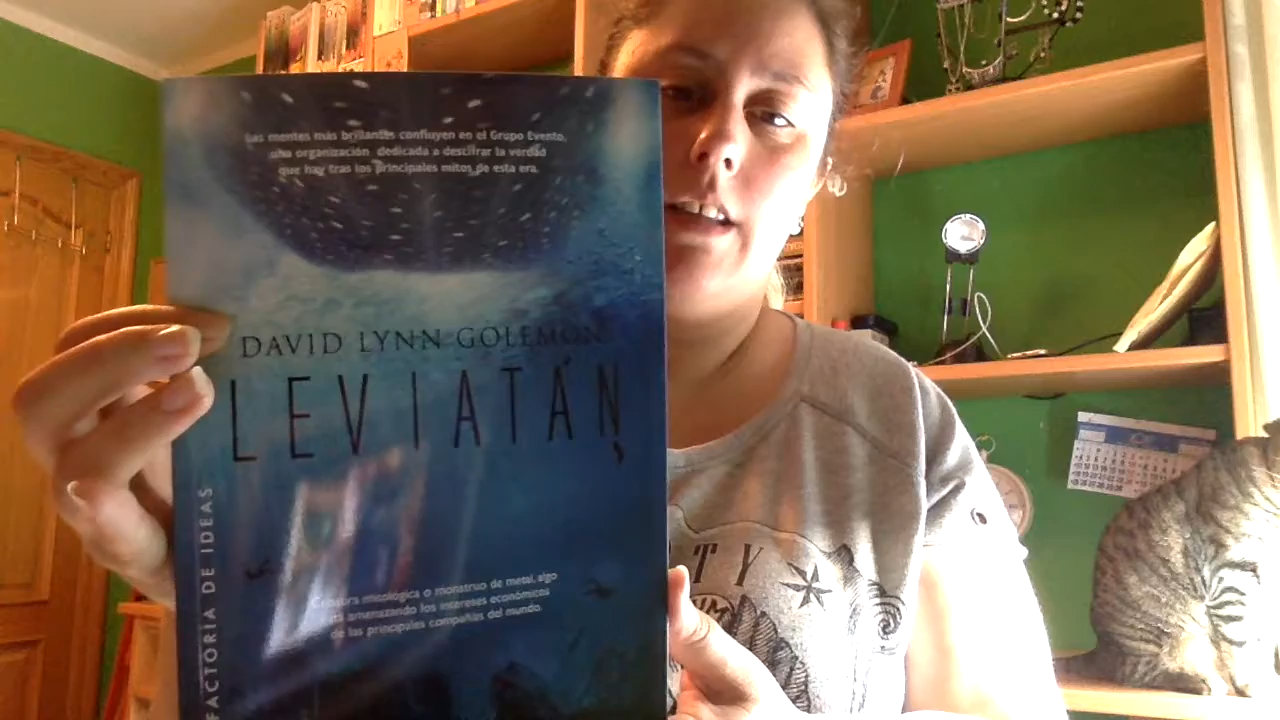 Las mentes más brillantes confluyen en el Grupo Evento,
una organización dedicada a descifrar la verdad
que hay tras los principales mitos de esta era.
DAVID LYNN GOLEMON
LEVIATÁN
Criatura mitológica o monstruo de metal, algo
está amenazando los intereses económicos
de las principales compañías del mundo.
FACTORÍA DE IDEAS
TY